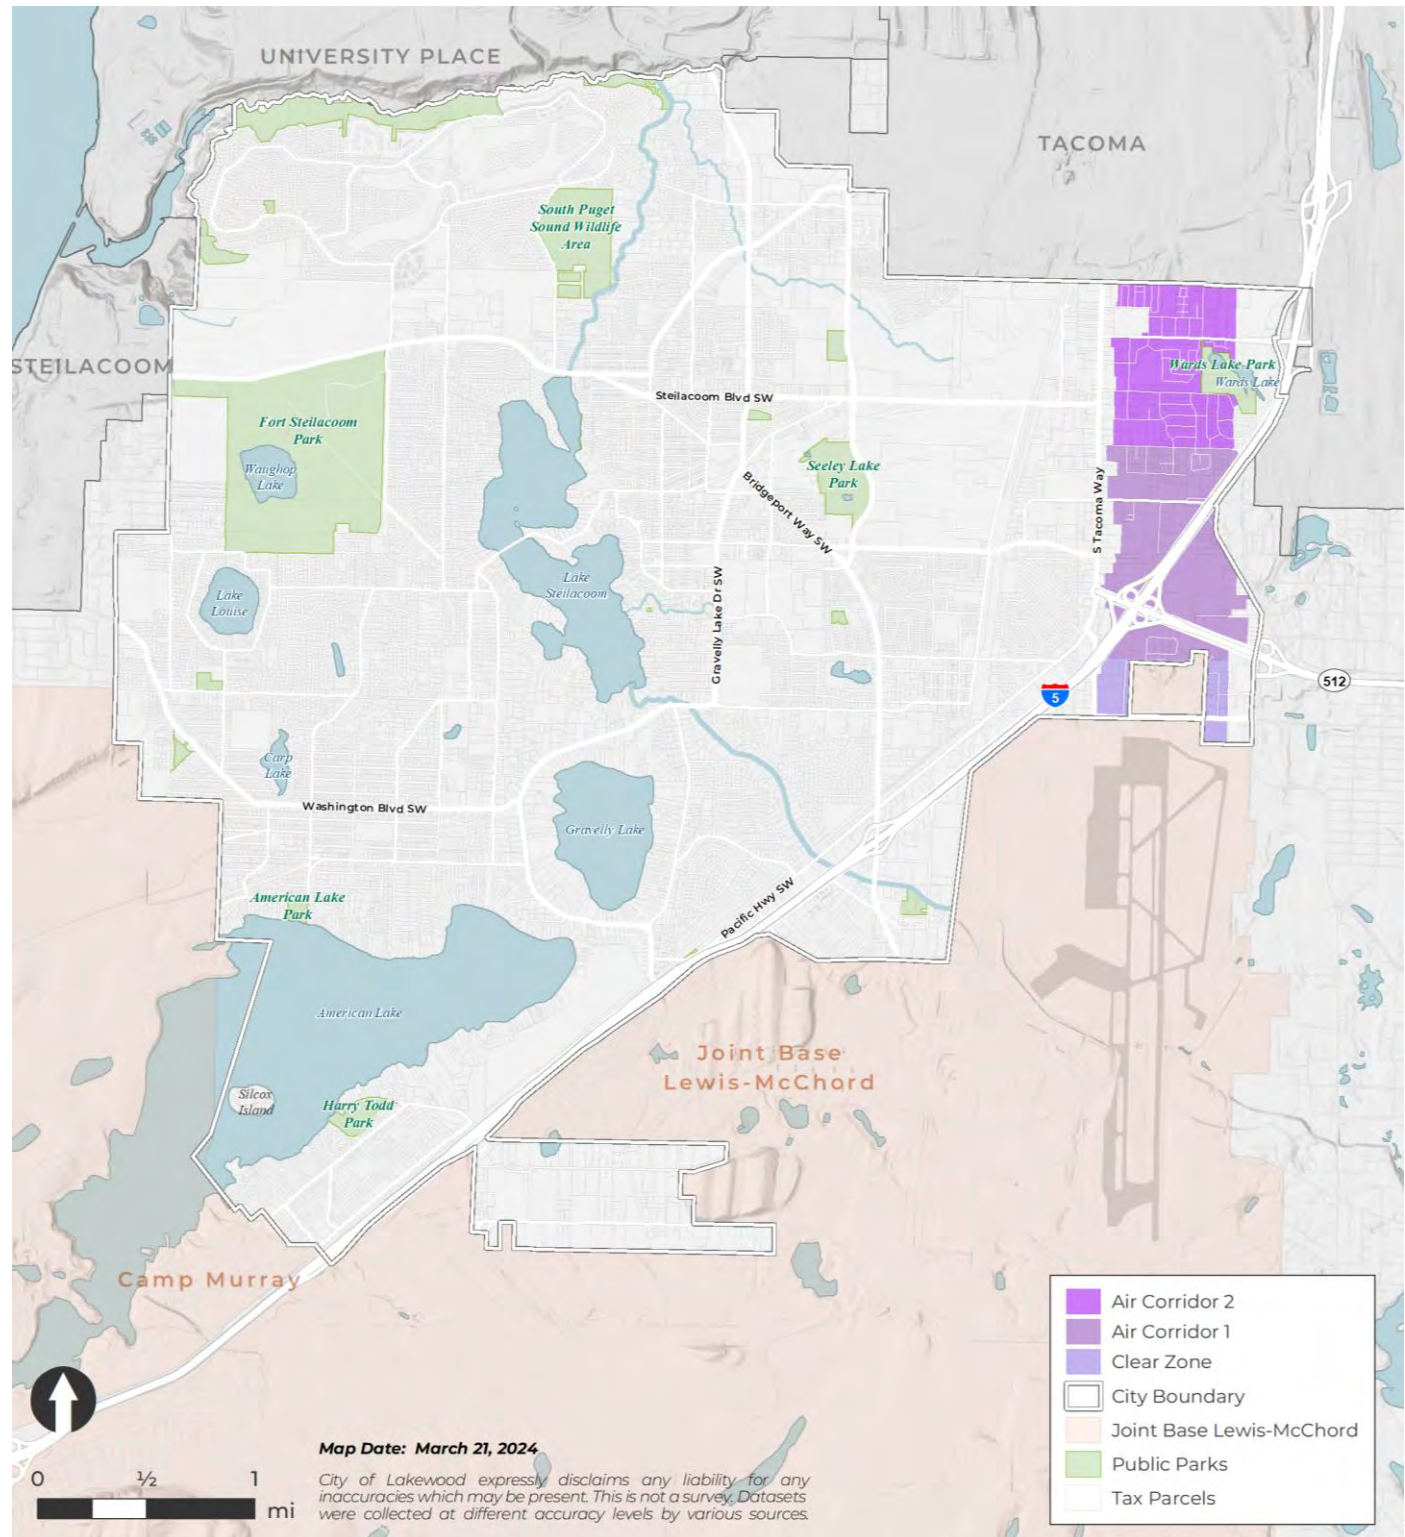 UNIVERSITY PLACE
TACOMA
South Puget
Sound Wildlife
Area
STEILACOOM
Wards Lake Park
Wards Lake
Steilacoom Blvd SW
Fort Steilacoom
Park
Waughop
Lake
Seeley Lake
Park
Bridgeport Way SW
S Tacoma Way
Lake
Steilacoom
Lake
Louise
Gravelly Lake Dr SW
512
5
Carp
Lake
Washington Blvd SW
Gravelly Lake
American Lake
Park
Pacific Hwy SW
American Lake
Joint Base
Lewis-McChord
Silcox
Island
Harry Todd
Park
Camp Murray
Air Corridor 2
Air Corridor 1
Clear Zone
City Boundary
Joint Base Lewis-McChord
Public Parks
Tax Parcels
0 ½ 1
mi
Map Date: March 21, 2024
City of Lakewood expressly disclaims any liability for any
inaccuracies which may be present. This is not a survey. Datasets
were collected at different accuracy levels by various sources.